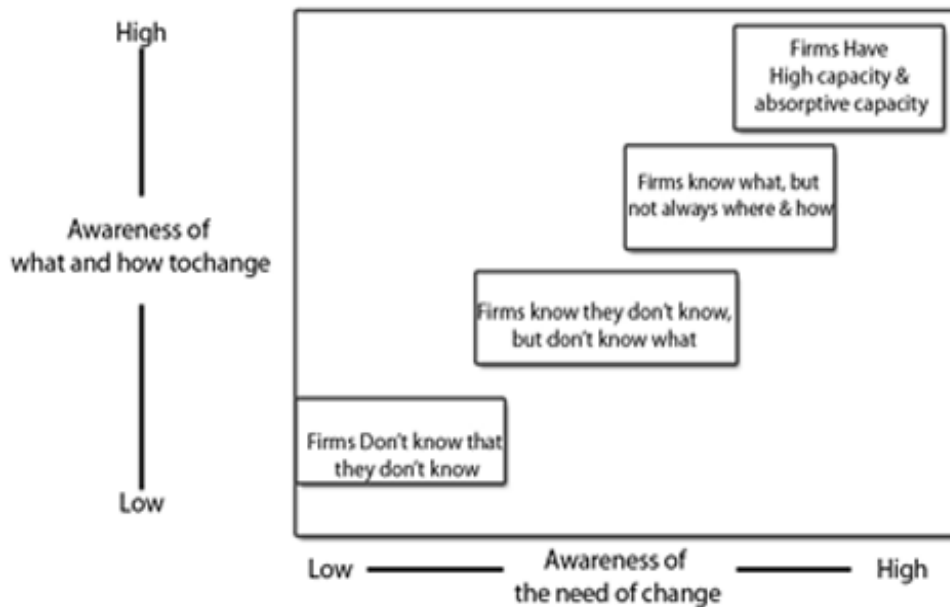 High
Awareness of
what and how tochange
Low
Firms Have
High capacity &
absorptive capacity
Firms know what, but
not always where & how
Firms know they don't know,
but don't know what
Firms Don't know that
they don't know
Low
Awareness of
the need of change
High